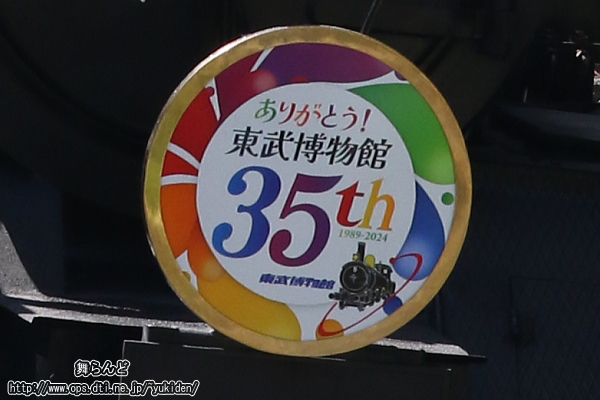 ありがとう!
東武博物館
35th
1989-2024
東武博物館
舞らんど
http://www.ops.dti.ne.jp/~yukiden/